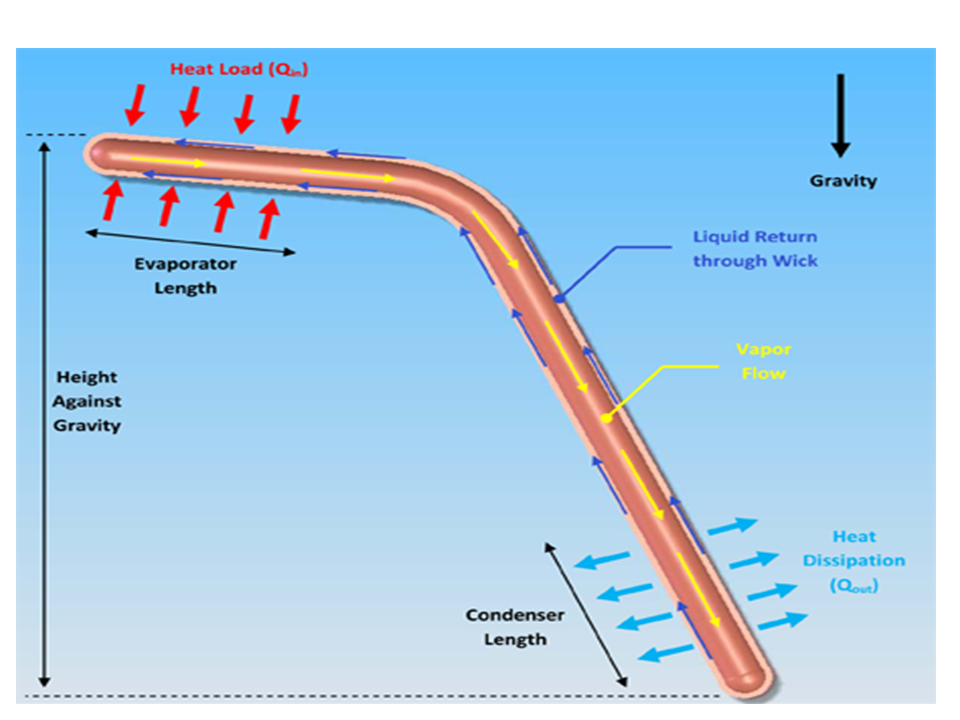 Heat Load (Qin)
Gravity
Liquid Return
through Wick
Evaporator
Length
Vapor
Flow
Height
Against
Gravity
Heat
Dissipation
(Qout)
Condenser
Length